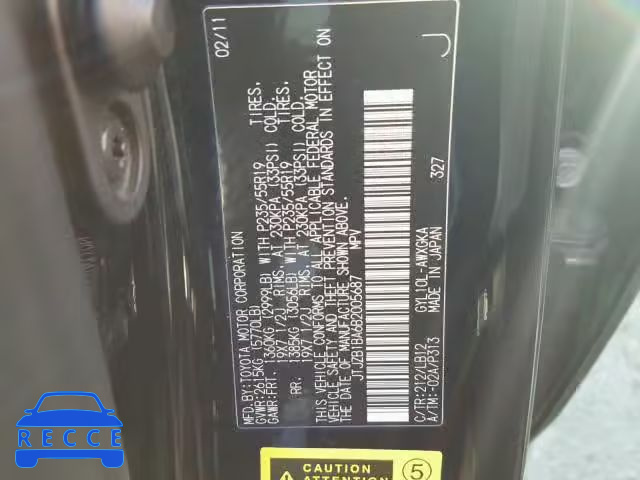 MFD.BY:TOYOTA MOTOR CORPORATION 02/11
GVWR:2615KG (5770LB)
GAWR:FRT. 1360KG (2999LB) WITH P235/55R19 TIRES,
19X7 1/2J RIMS, AT 230KPA (33PSI) COLD.
RR. 1385KG (3056LB) WITH P235/55R19 TIRES,
19X7 1/2J RIMS, AT 230KPA (33PSI) COLD.
THIS VEHICLE CONFORMS TO ALL APPLICABLE FEDERAL MOTOR
VEHICLE SAFETY AND THEFT PREVENTION STANDARDS IN EFFECT ON
THE DATE OF MANUFACTURE SHOWN ABOVE.
JTJZB1BA6B2005687 MPV
J
C/TR:212/LB12 GYL10L-AWXGKA 327
A/TM:-02A/P313 MADE IN JAPAN
CAUTION
ATTENTION
5
RECCE